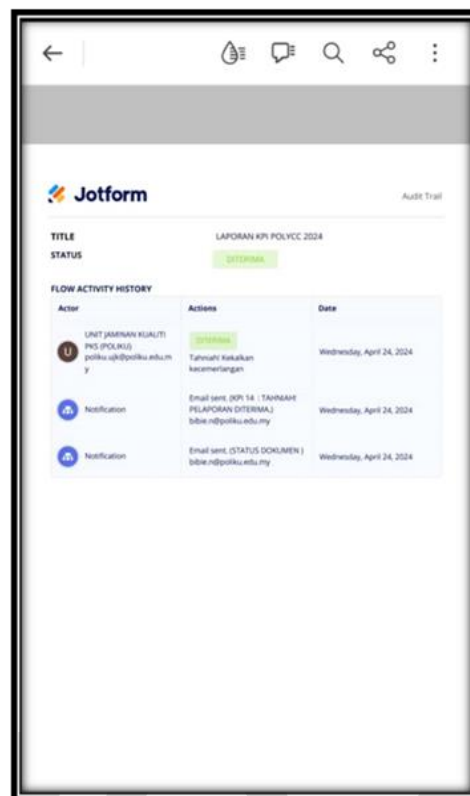 Jotform
Audit Trail
TITLE LAPORAN KPI POLYCC 2024
STATUS DITERIMA
FLOW ACTIVITY HISTORY
Actor Actions Date
UNIT JAMINAN KUALITI
PKS (POLIKU)
poliku.ujk@poliku.edu.m
y
U
DITERIMA
Tahniah! Kekalkan
kecemerlangan
Wednesday, April 24, 2024
Notification
Email sent. (KPI 14 : TAHNIAH!
PELAPORAN DITERIMA.)
bibie.n@poliku.edu.my
Wednesday, April 24, 2024
Notification
Email sent. (STATUS DOKUMEN )
bibie.n@poliku.edu.my
Wednesday, April 24, 2024